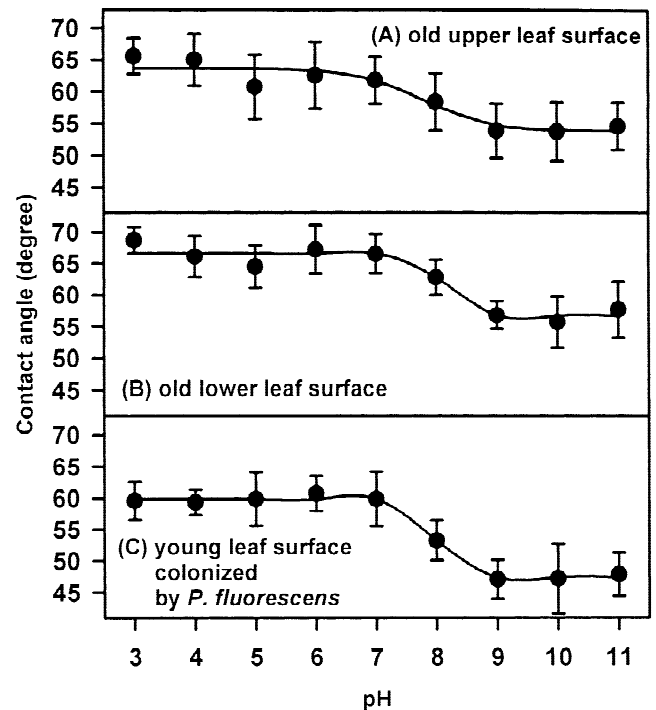 Contact angle (degree)
70
65
60
55
50
45
(A) old upper leaf surface
70
65
60
55
50
45
(B) old lower leaf surface
70
65
60
55
50
45
(C) young leaf surface
colonized
by P. fluorescens
3 4 5 6 7 8 9 10 11
pH